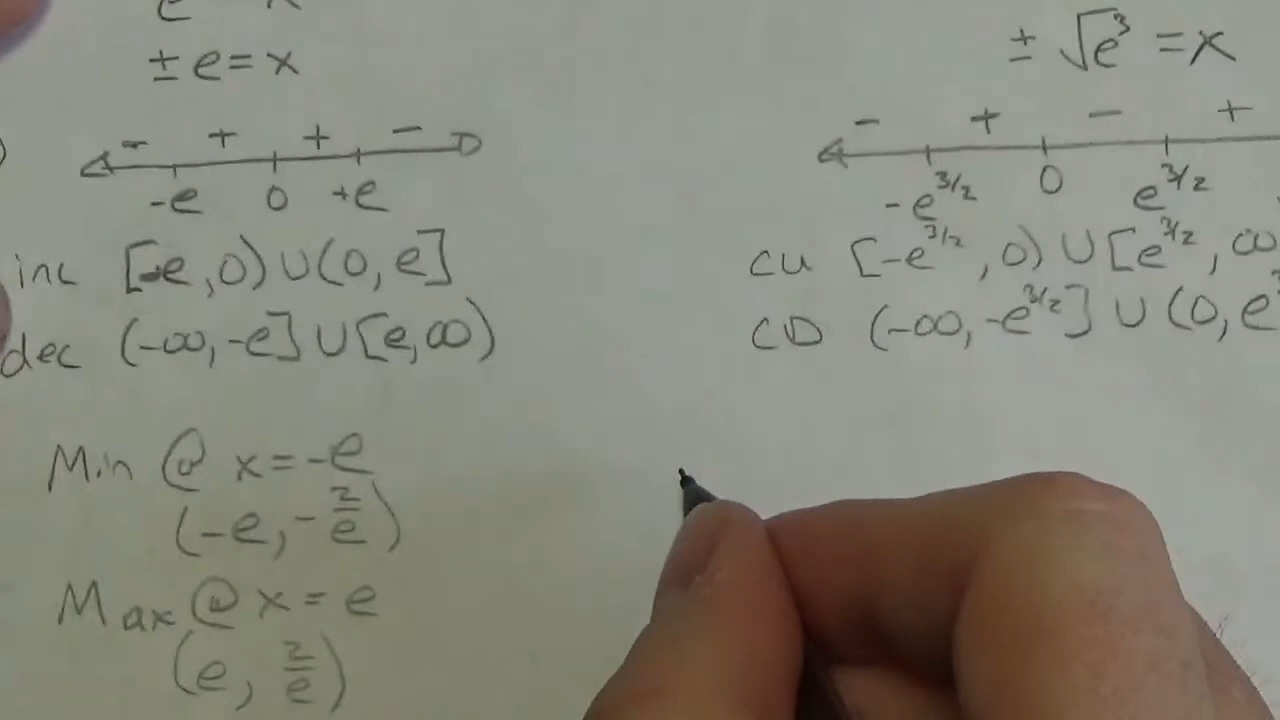 ± e = x
- + + -
-e 0 +e
inc [-e, 0) ∪ (0, e]
dec (-∞, -e] ∪ [e, ∞)
Min @ x = -e
(-e, -2/e)
Max @ x = e
(e, 2/e)
± √e³ = x
- + - +
-e^3/2 0 e^3/2
CU [-e^3/2, 0) ∪ [e^3/2, ∞
CD (-∞, -e^3/2] ∪ (0, e